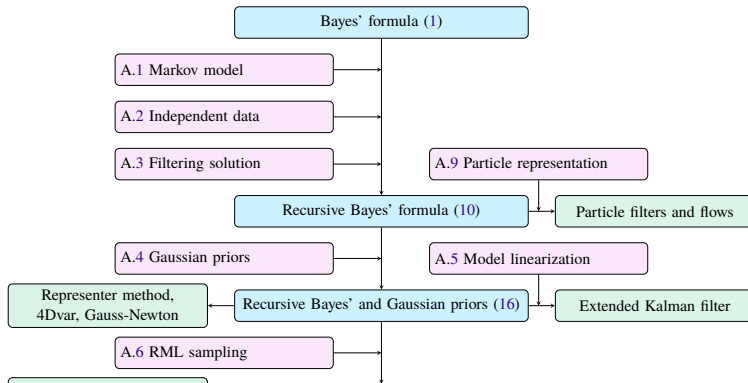 Bayes’ formula (1)
A.1 Markov model
A.2 Independent data
A.3 Filtering solution
A.9 Particle representation
Recursive Bayes’ formula (10)
Particle filters and flows
A.4 Gaussian priors
A.5 Model linearization
Representer method,
4Dvar, Gauss-Newton
Recursive Bayes’ and Gaussian priors (16)
Extended Kalman filter
A.6 RML sampling